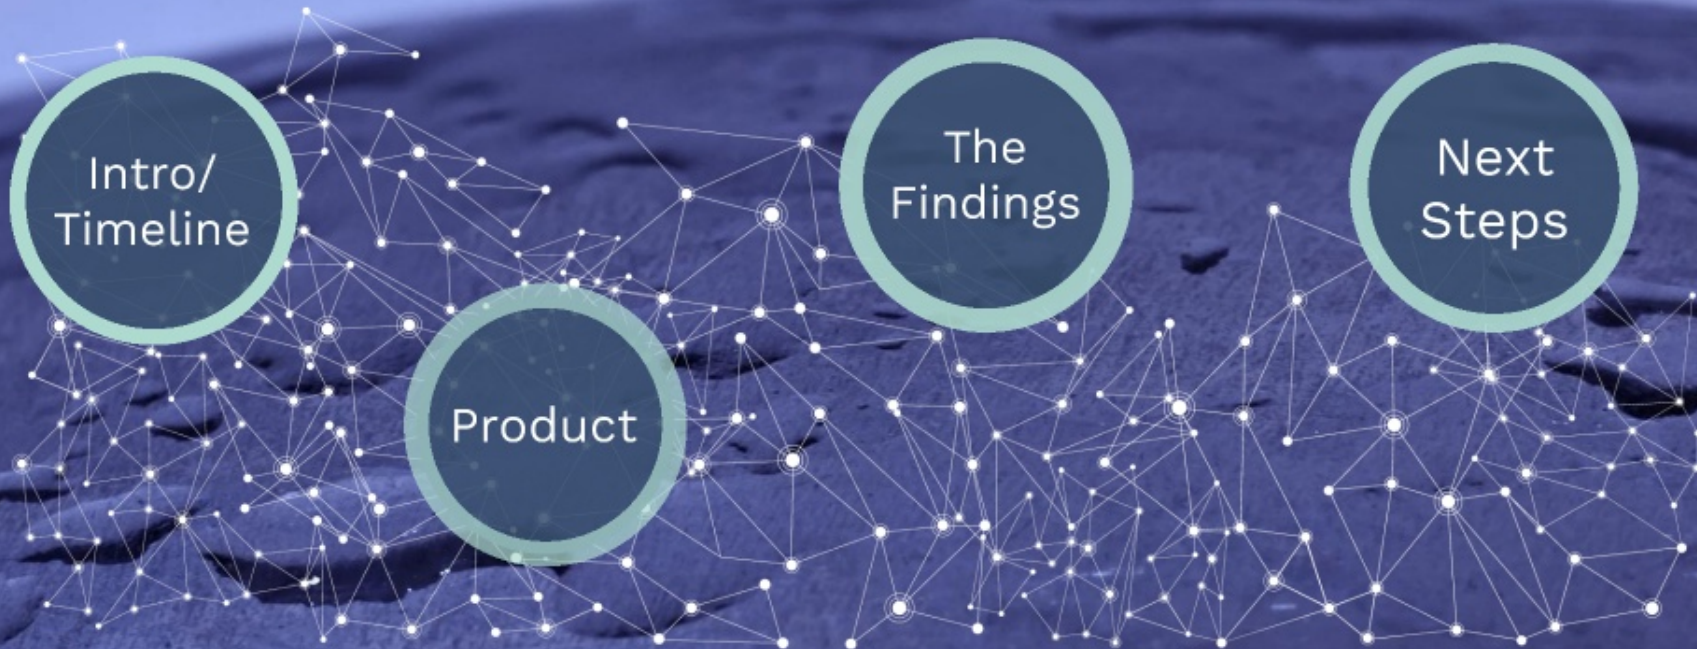 Intro/
Timeline
Product
The
Findings
Next
Steps